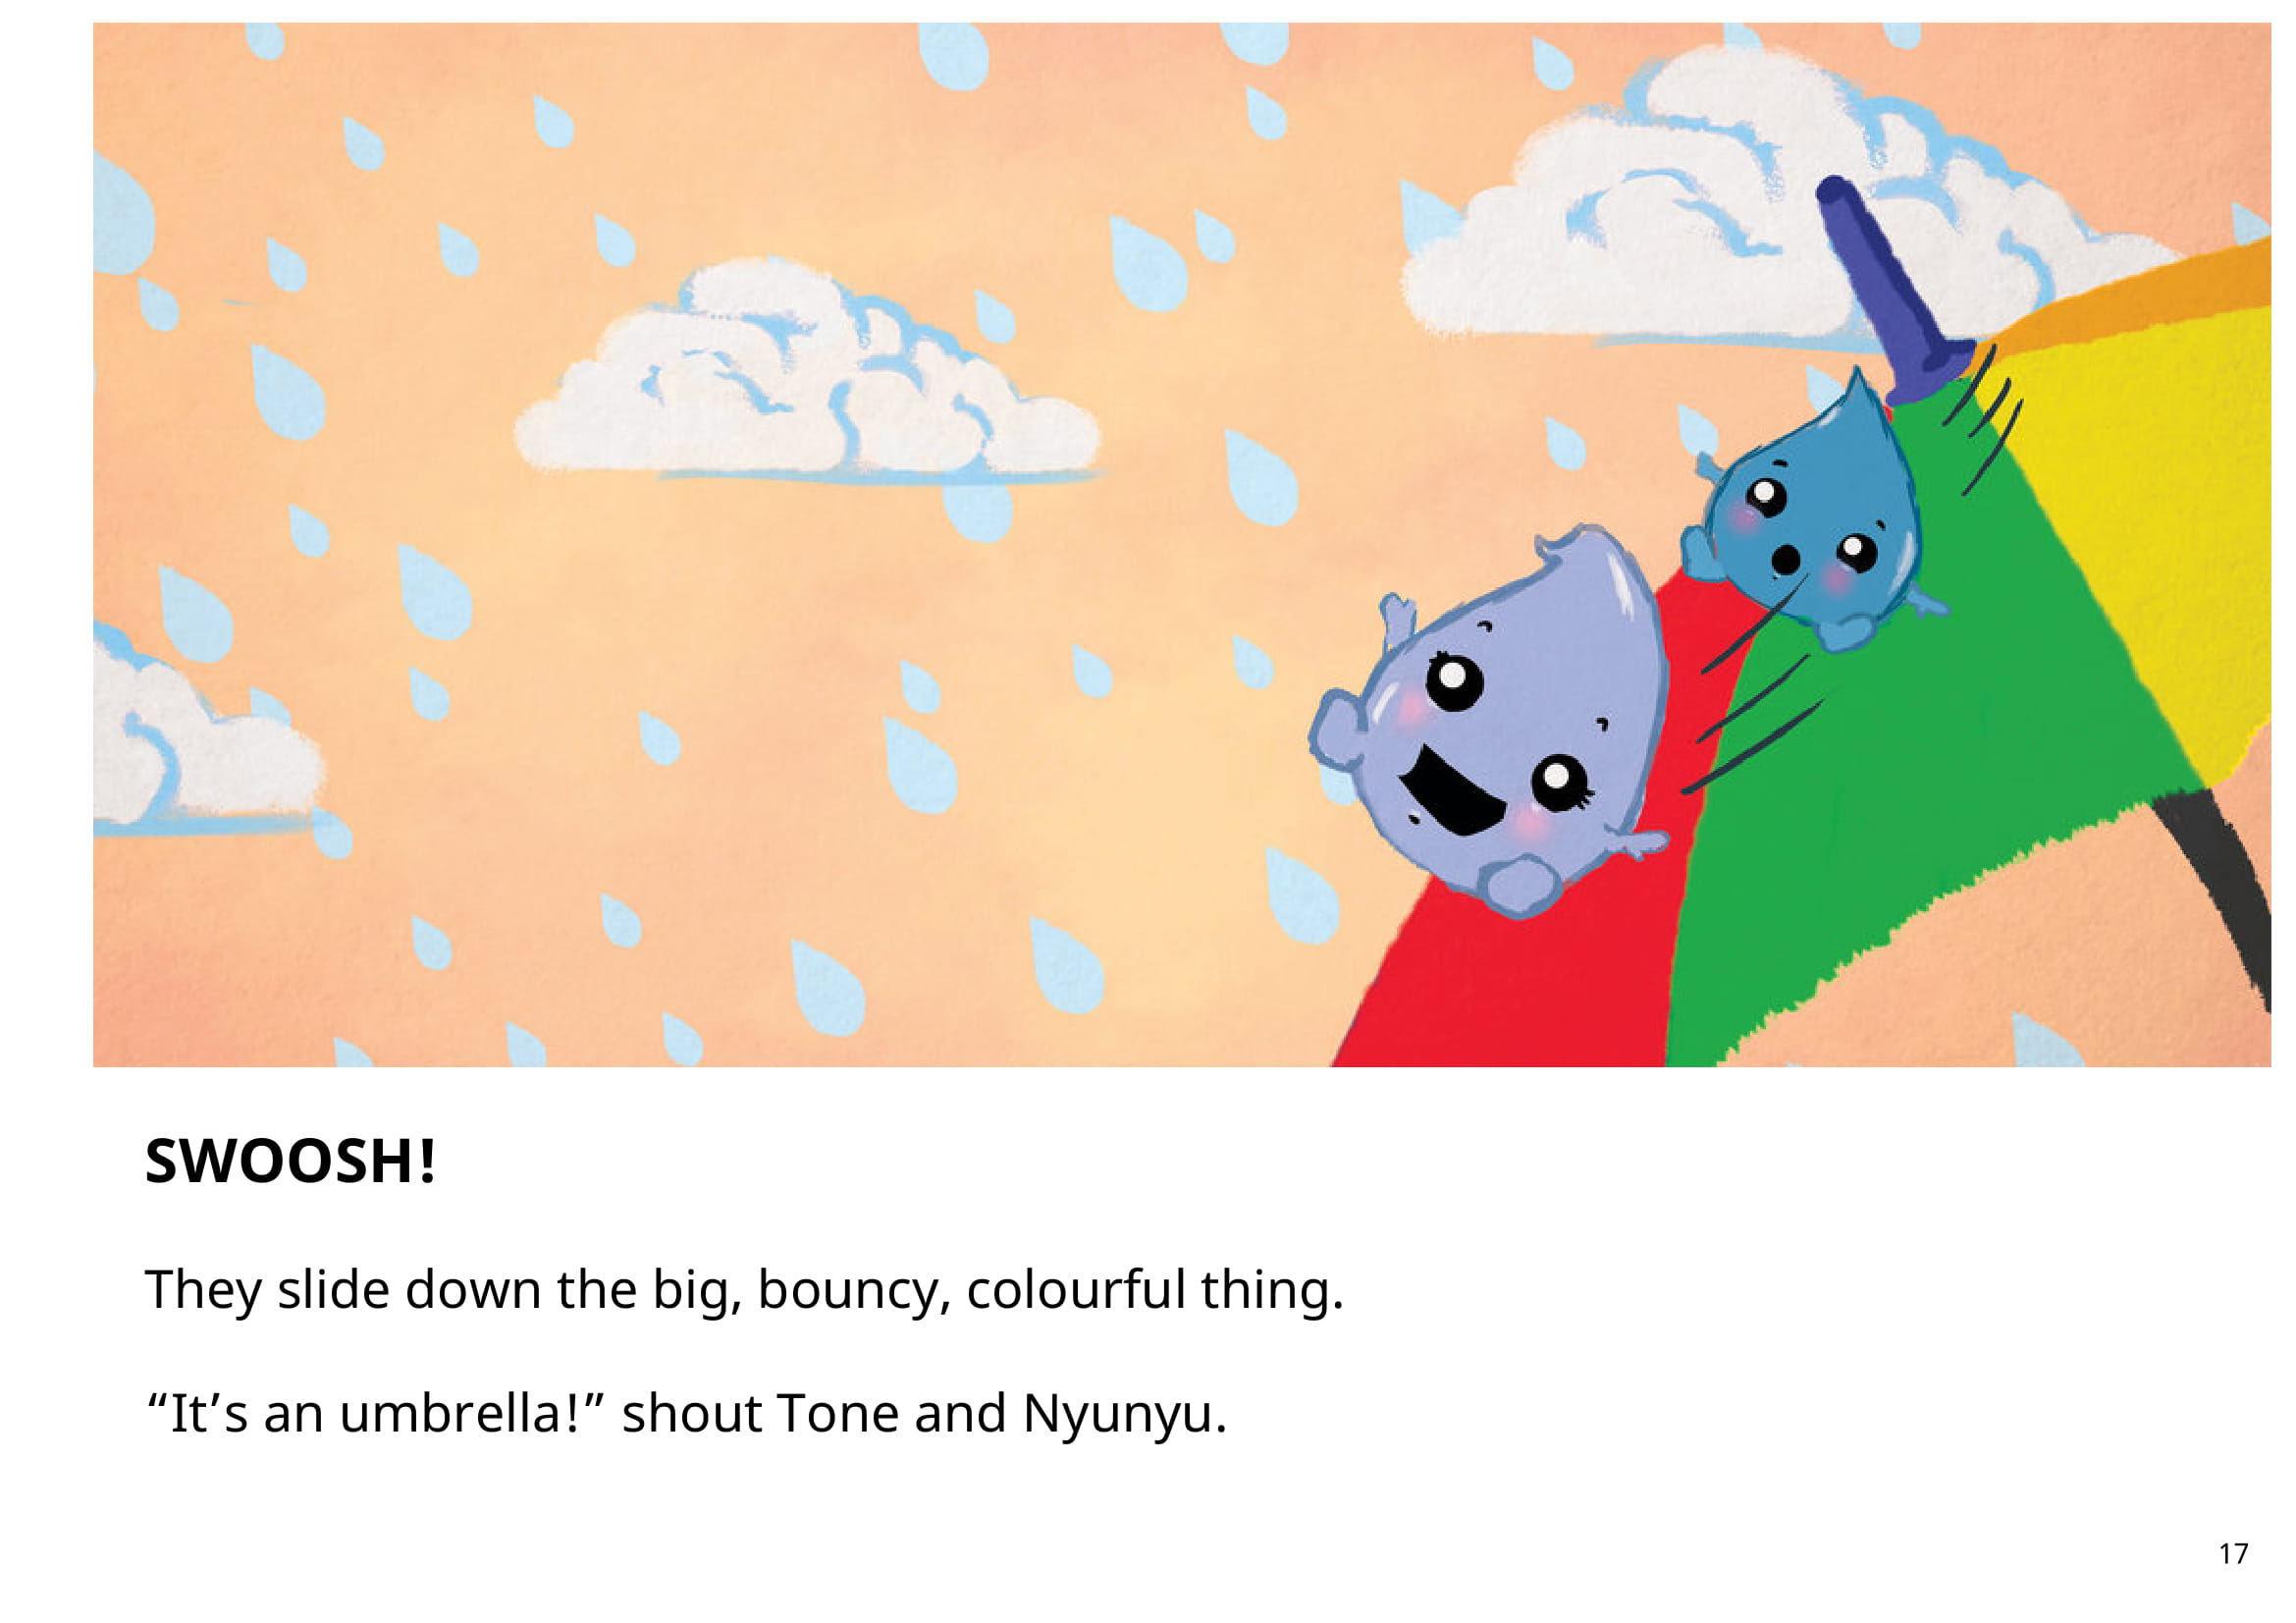 SWOOSH!
They slide down the big, bouncy, colourful thing.
“It’s an umbrella!” shout Tone and Nyunyu.
17